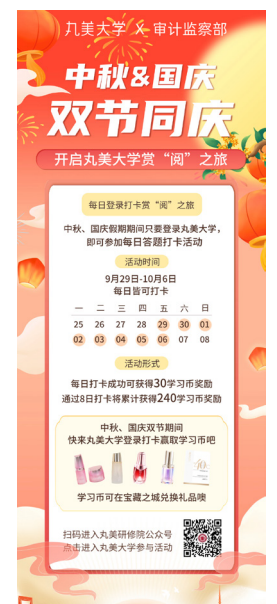 丸美大学 X 审计监察部
中秋&国庆
双节同庆
开启丸美大学赏“阅”之旅
每日登录打卡赏“阅”之旅
中秋、国庆假期期间只要登录丸美大学，
即可参加每日答题打卡活动
活动时间
9月29日-10月6日
每日皆可打卡
一 二 三 四 五 六 日
25 26 27 28 29 30 01
02 03 04 05 06 07 08
活动形式
每日打卡成功可获得30学习币奖励
通过8日打卡将累计获得240学习币奖励
中秋、国庆双节期间
快来丸美大学登录打卡赢取学习币吧
学习币可在宝藏之城兑换礼品噢
扫码进入丸美研修院公众号
点击进入丸美大学参与活动